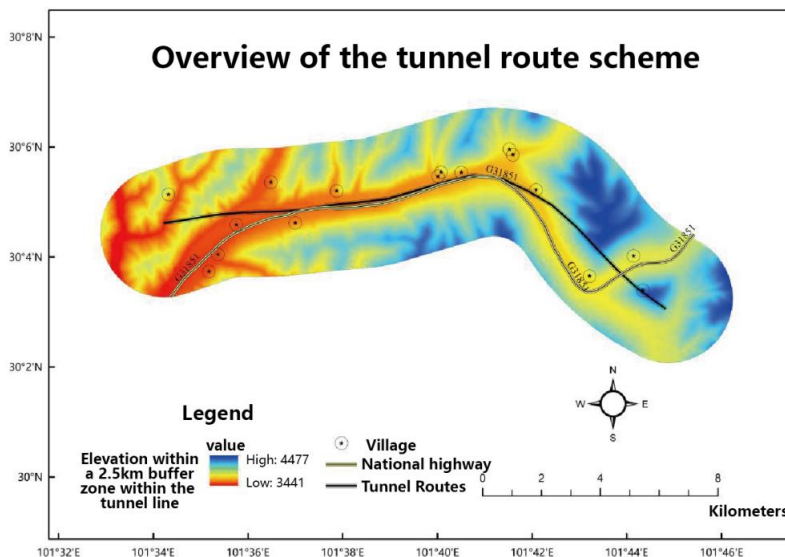 Overview of the tunnel route scheme
30°8'N
30°6'N
30°4'N
30°2'N
30°N
G31851
G31851
G31851
G31851
N
W E
S
Legend
Elevation within
a 2.5km buffer
zone within the
tunnel line
value
High: 4477
Low: 3441
Village
National highway
Tunnel Routes
0 2 4 6 8
Kilometers
101°32'E 101°34'E 101°36'E 101°38'E 101°40'E 101°42'E 101°44'E 101°46'E